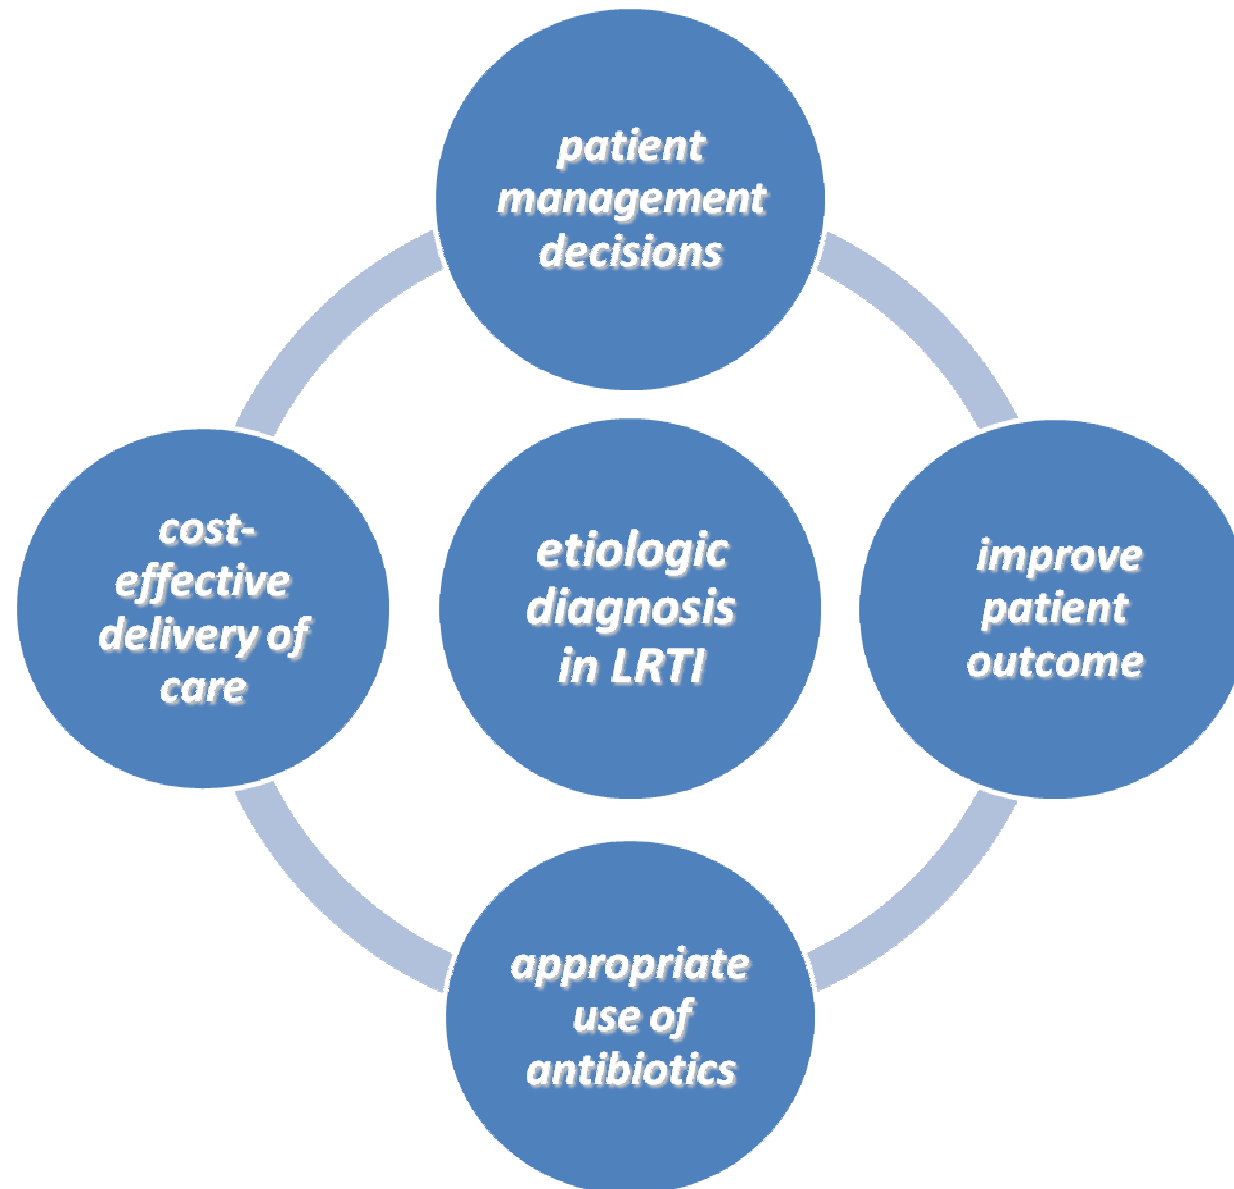 patient
management
decisions
cost-
effective
delivery of
care
etiologic
diagnosis
in LRTI
improve
patient
outcome
appropriate
use of
antibiotics